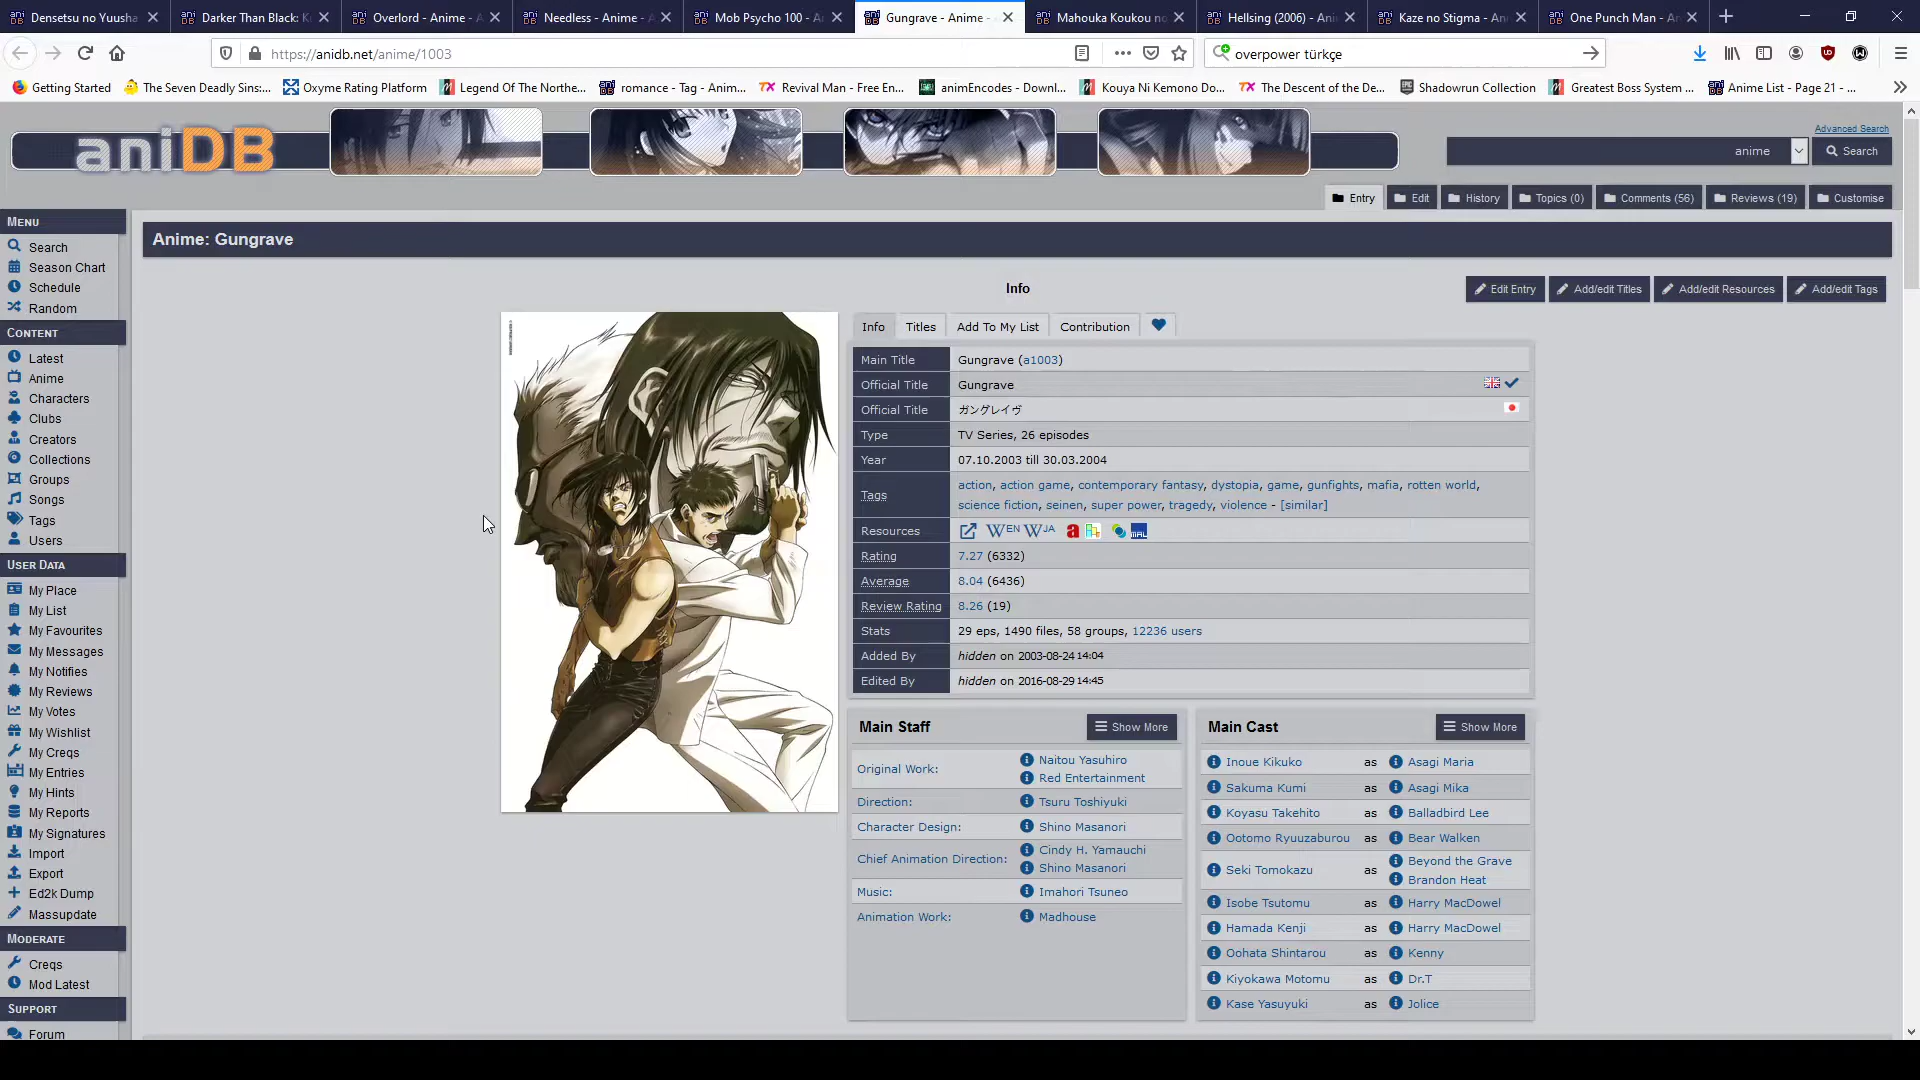 Densetsu no Yuusha
Darker Than Black: K
Overlord - Anime -
Needless - Anime -
Mob Psycho 100 - A
Gungrave - Anime -
Mahouka Koukou no
Hellsing (2006) - Ani
Kaze no Stigma - An
One Punch Man - A
https://anidb.net/anime/1003
overpower türkçe
Getting Started
The Seven Deadly Sins:...
Oxyme Rating Platform
Legend Of The Northe...
romance - Tag - Anim...
Revival Man - Free En...
animEncodes - Downl...
Kouya Ni Kemono Do...
The Descent of the De...
Shadowrun Collection
Greatest Boss System ...
Anime List - Page 21 - ...
aniDB
Advanced Search
anime
Search
Entry
Edit
History
Topics (0)
Comments (56)
Reviews (19)
Customise
MENU
Search
Season Chart
Schedule
Random
CONTENT
Latest
Anime
Characters
Clubs
Creators
Collections
Groups
Songs
Tags
Users
USER DATA
My Place
My List
My Favourites
My Messages
My Notifies
My Reviews
My Votes
My Wishlist
My Creqs
My Entries
My Hints
My Reports
My Signatures
Import
Export
Ed2k Dump
Massupdate
MODERATE
Creqs
Mod Latest
SUPPORT
Forum
Anime: Gungrave
Info
Edit Entry
Add/edit Titles
Add/edit Resources
Add/edit Tags
Info
Titles
Add To My List
Contribution
Main Title Gungrave (a1003)
Official Title Gungrave
Official Title ガングレイヴ
Type TV Series, 26 episodes
Year 07.10.2003 till 30.03.2004
Tags action, action game, contemporary fantasy, dystopia, game, gunfights, mafia, rotten world,
science fiction, seinen, super power, tragedy, violence - [similar]
Resources W EN W JA a MAL
Rating 7.27 (6332)
Average 8.04 (6436)
Review Rating 8.26 (19)
Stats 29 eps, 1490 files, 58 groups, 12236 users
Added By hidden on 2003-08-24 14:04
Edited By hidden on 2016-08-29 14:45
Main Staff
Show More
Original Work: Naitou Yasuhiro
Red Entertainment
Direction: Tsuru Toshiyuki
Character Design: Shino Masanori
Chief Animation Direction: Cindy H. Yamauchi
Shino Masanori
Music: Imahori Tsuneo
Animation Work: Madhouse
Main Cast
Show More
Inoue Kikuko as Asagi Maria
Sakuma Kumi as Asagi Mika
Koyasu Takehito as Balladbird Lee
Ootomo Ryuuzaburou as Bear Walken
Seki Tomokazu as Beyond the Grave
Brandon Heat
Isobe Tsutomu as Harry MacDowel
Hamada Kenji as Harry MacDowel
Oohata Shintarou as Kenny
Kiyokawa Motomu as Dr.T
Kase Yasuyuki as Jolice